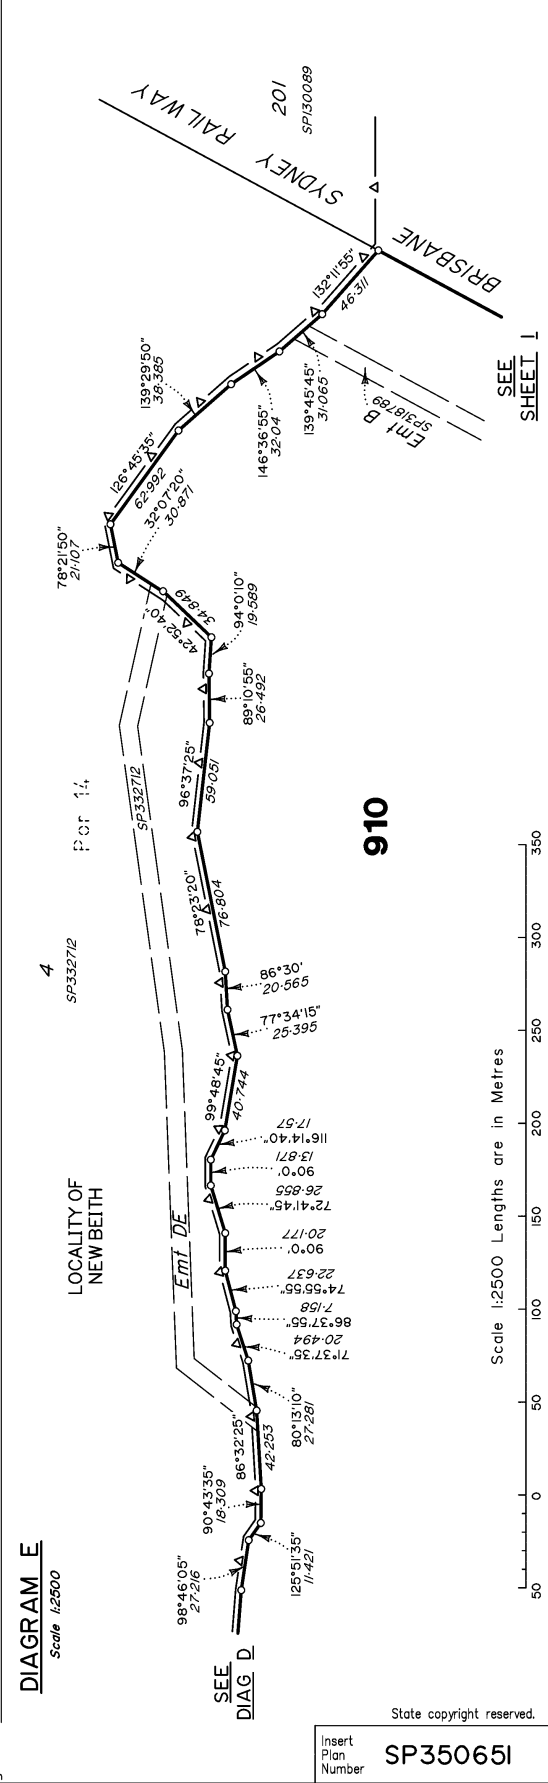 DIAGRAM E
Scale 1:2500
SEE
DIAG D
98°46'05"
27·216
125°51'35"
11·421
90°43'35"
18·309
86°32'25"
42·253
80°13'10"
27·281
71°37'35"
20·494
86°37'55"
7·158
74°55'55"
22·637
90°0'
20·177
72°41'45"
26·855
90°0'
13·871
116°14'40"
17·57
99°48'45"
40·744
77°34'15"
25·395
86°30'
20·595
78°23'20"
76·804
96°37'25"
59·051
89°10'55"
26·492
94°0'10"
19·589
42°52'40"
34·849
32°07'20"
30·871
78°21'50"
21·107
126°45'35"
62·992
139°29'50"
38·385
146°36'55"
32·04
139°45'45"
31·065
132°11'55"
46·311
LOCALITY OF
NEW BEITH
Emt DE
4
SP332712
Por 14
SP332712
910
Emt B
SP318789
BRISBANE
SYDNEY
RAILWAY
201
SP130089
SEE
SHEET 1
50
0
50
100
150
200
250
300
350
Scale 1:2500 Lengths are in Metres
State copyright reserved.
Insert
Plan
Number
SP350651